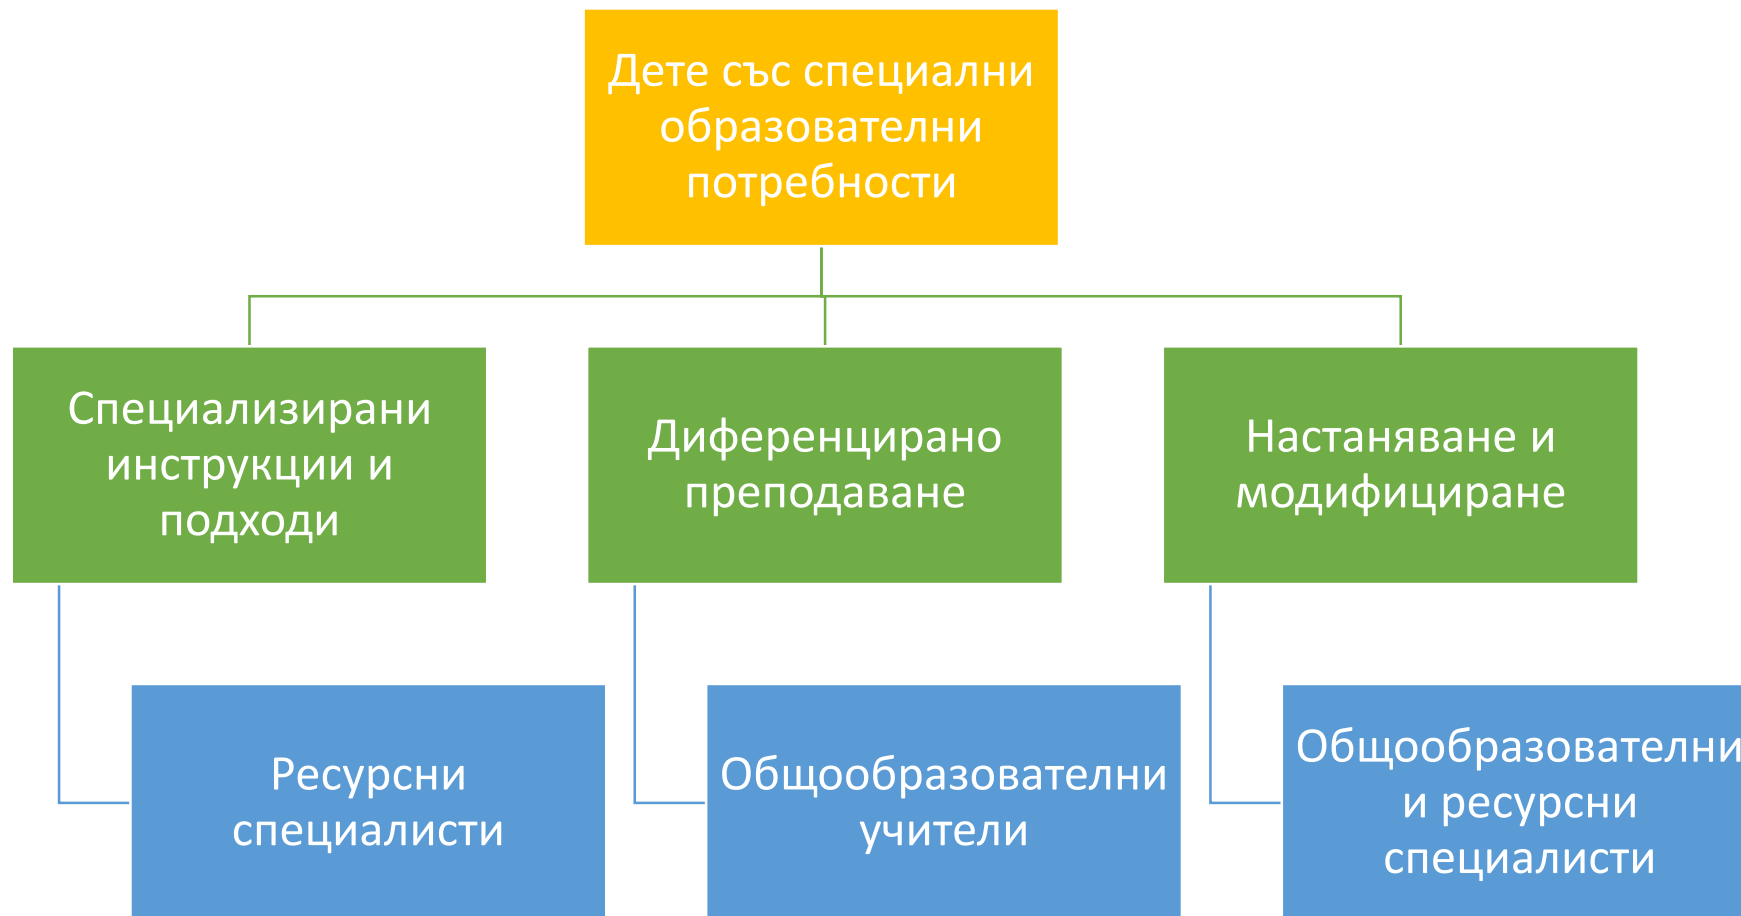 Дете със специални
образователни
потребности
Специализирани
инструкции и
подходи
Диференцирано
преподаване
Настаняване и
модифициране
Ресурсни
специалисти
Общообразователни
учители
Общообразователни
и ресурсни
специалисти